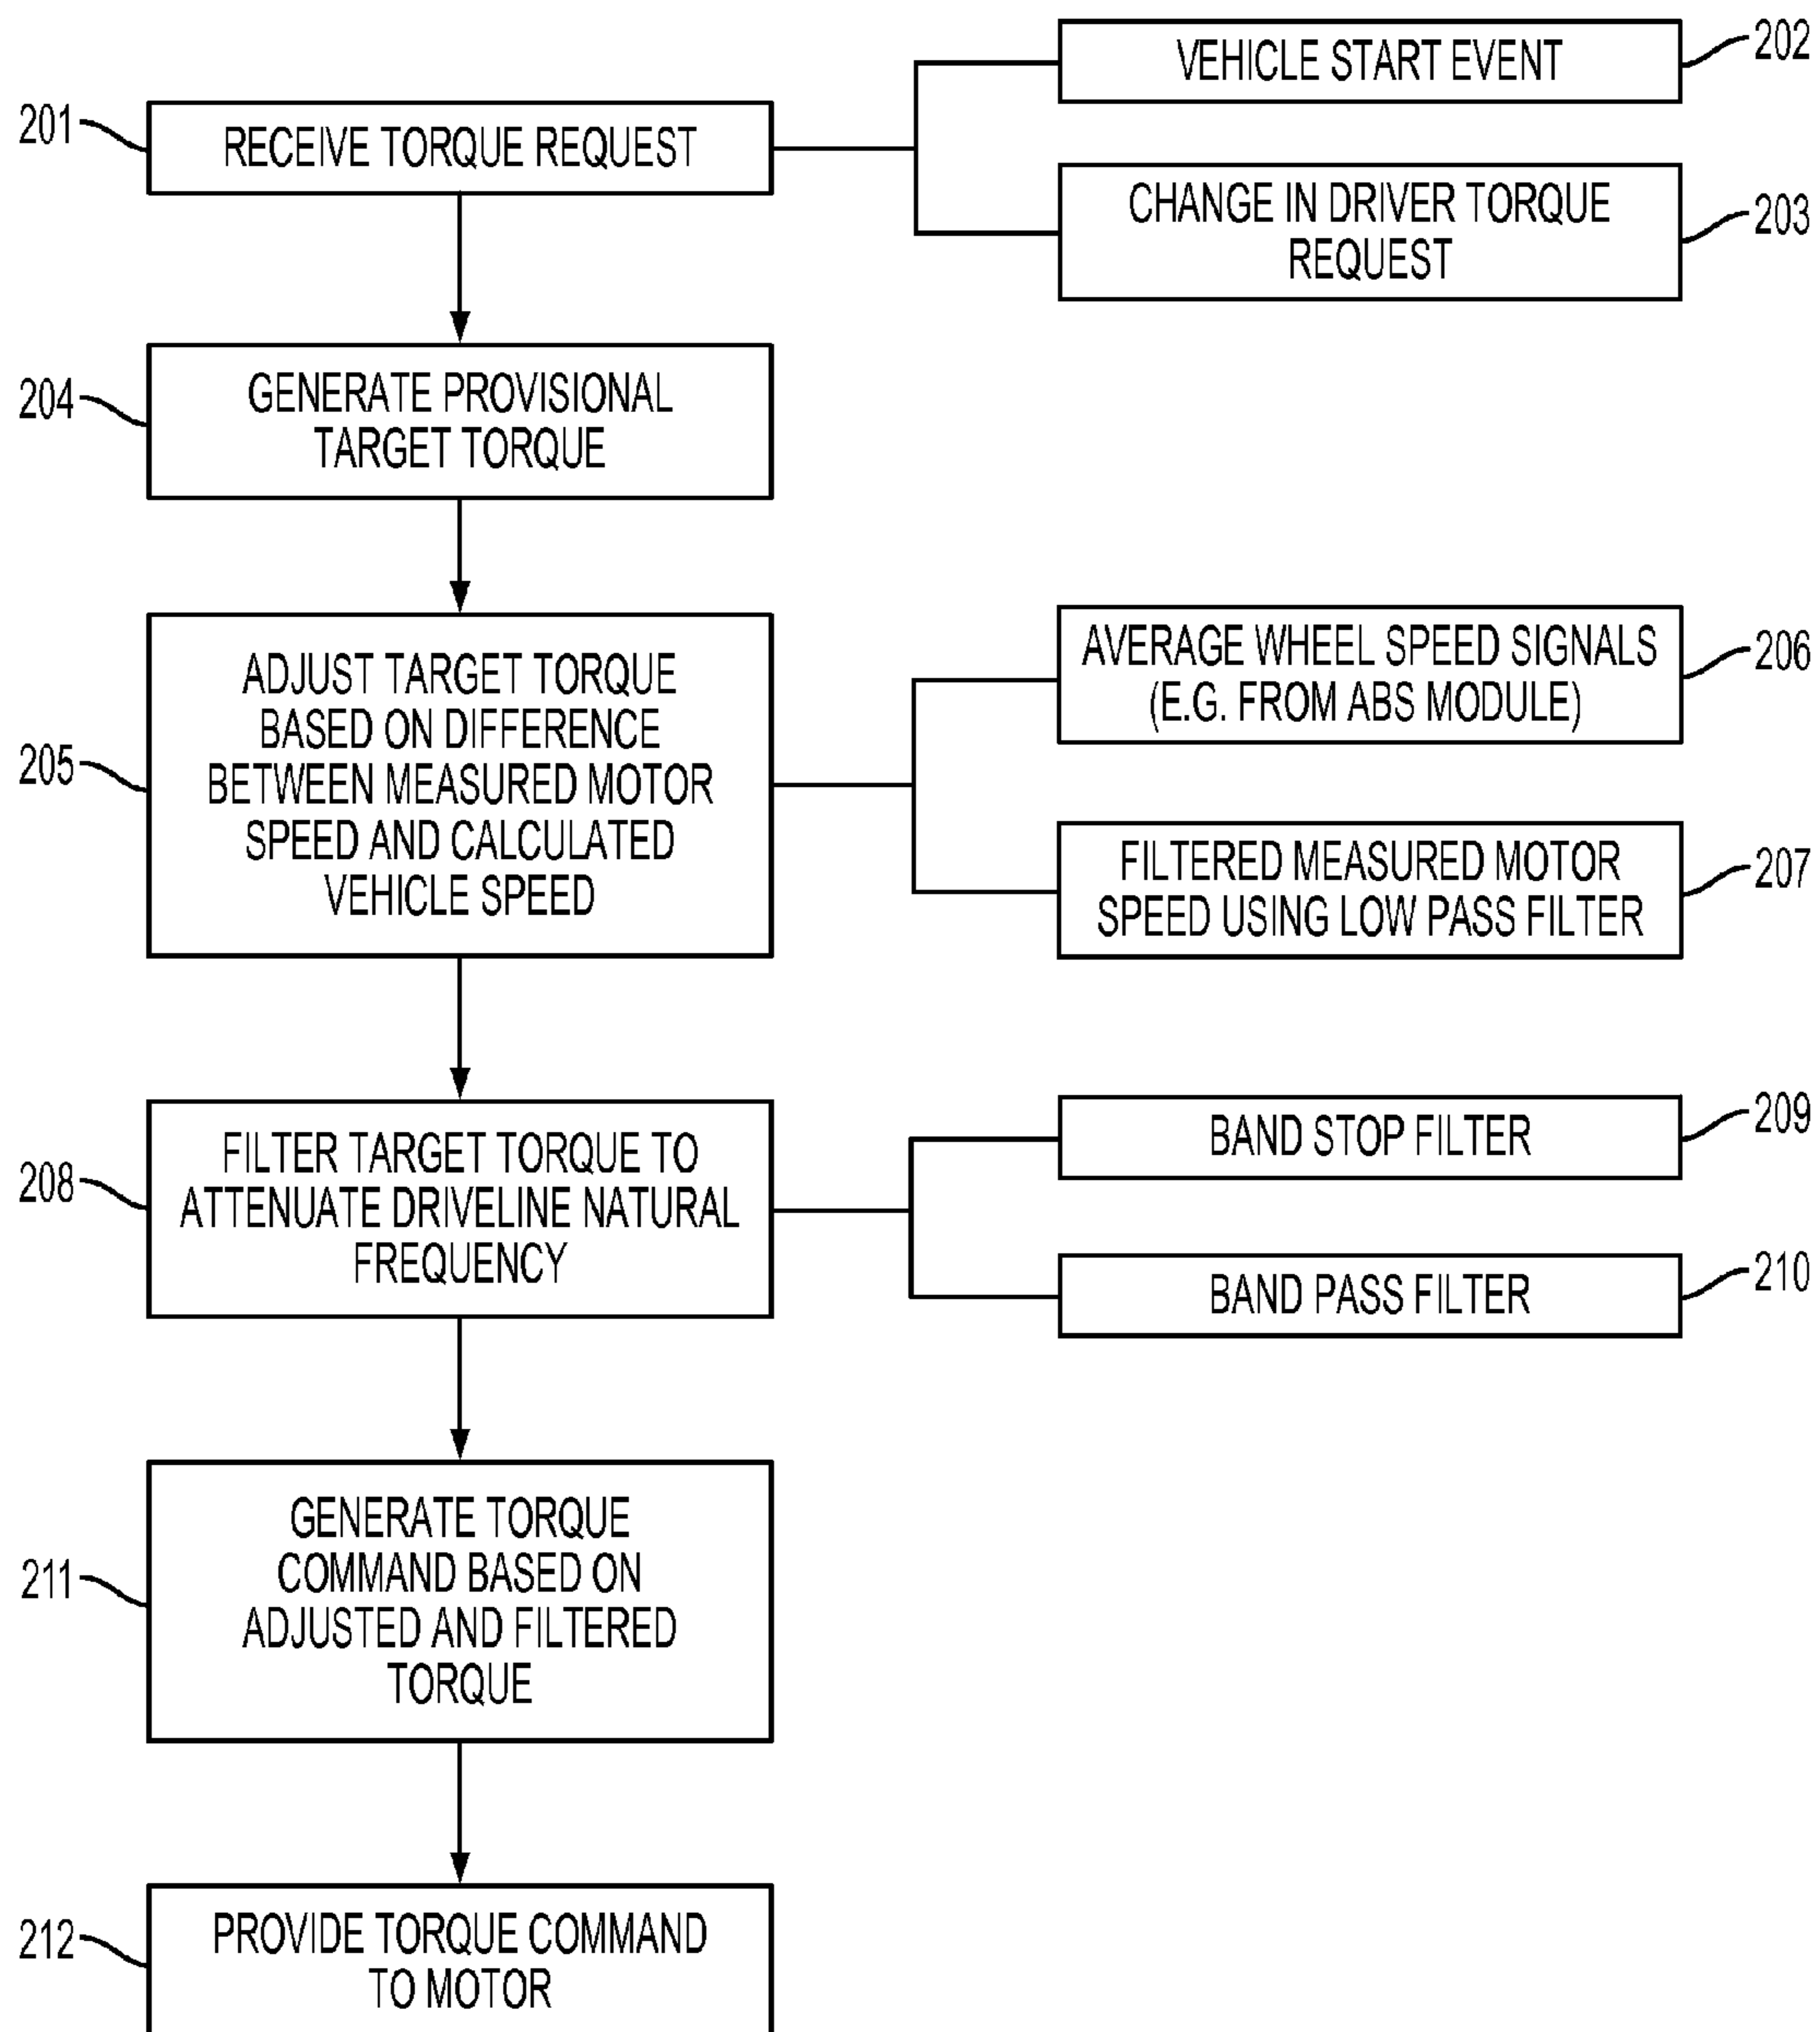 201
RECEIVE TORQUE REQUEST
VEHICLE START EVENT
202
CHANGE IN DRIVER TORQUE
REQUEST
203
204
GENERATE PROVISIONAL
TARGET TORQUE
205
ADJUST TARGET TORQUE
BASED ON DIFFERENCE
BETWEEN MEASURED MOTOR
SPEED AND CALCULATED
VEHICLE SPEED
AVERAGE WHEEL SPEED SIGNALS
(E.G. FROM ABS MODULE)
206
FILTERED MEASURED MOTOR
SPEED USING LOW PASS FILTER
207
208
FILTER TARGET TORQUE TO
ATTENUATE DRIVELINE NATURAL
FREQUENCY
BAND STOP FILTER
209
BAND PASS FILTER
210
211
GENERATE TORQUE
COMMAND BASED ON
ADJUSTED AND FILTERED
TORQUE
212
PROVIDE TORQUE COMMAND
TO MOTOR